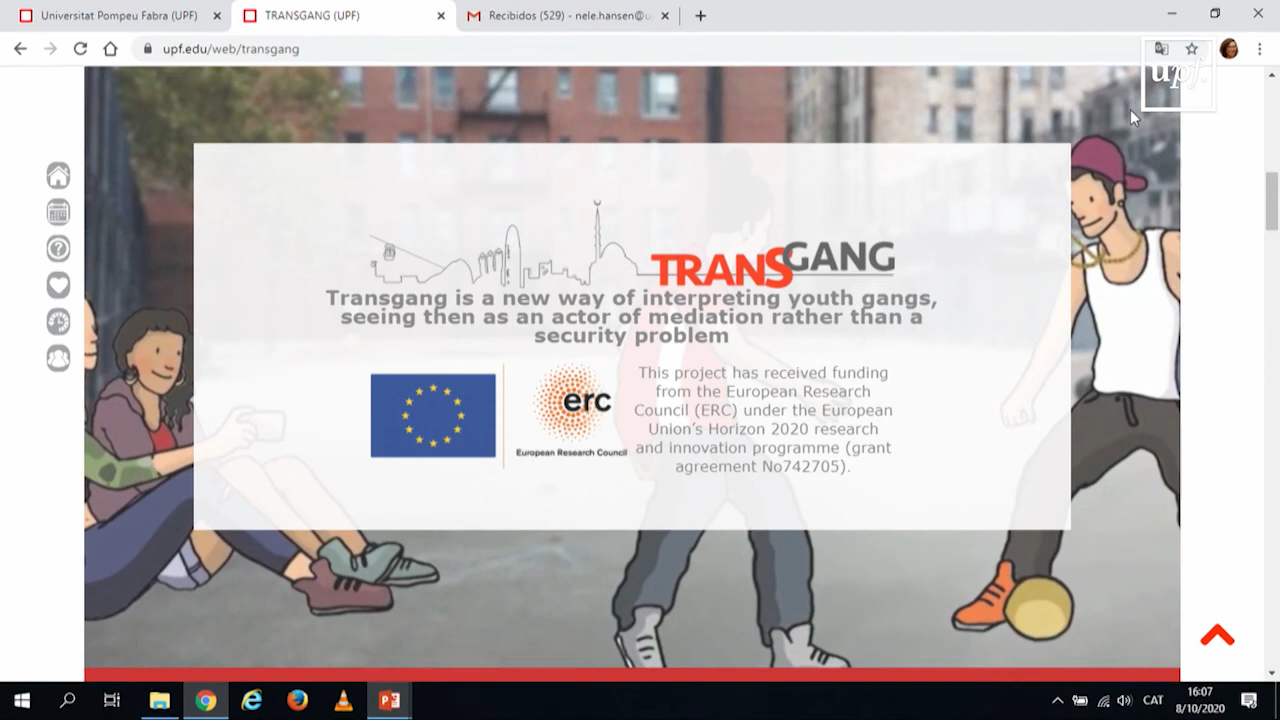 Universitat Pompeu Fabra (UPF)
TRANSGANG (UPF)
Recibidos (529) - nele.hansen@u
upf.edu/web/transgang
upf.
TRANSGANG
Transgang is a new way of interpreting youth gangs,
seeing then as an actor of mediation rather than a
security problem
erc
European Research Council
This project has received funding
from the European Research
Council (ERC) under the European
Union's Horizon 2020 research
and innovation programme (grant
agreement No742705).
CAT
16:07
8/10/2020